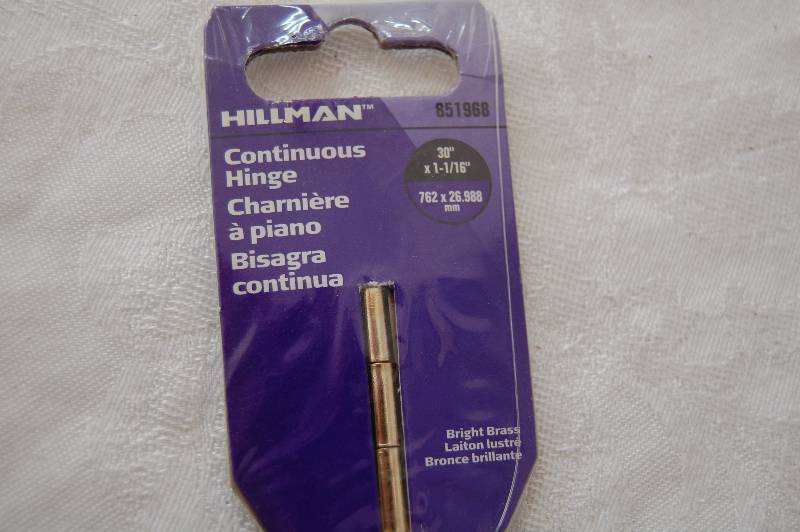 HILLMAN™ 851968
Continuous
Hinge
Charnière
à piano
Bisagra
continua
30"
x 1-1/16"
762 x 26.988
mm
Bright Brass
Laiton lustré
Bronce brillante